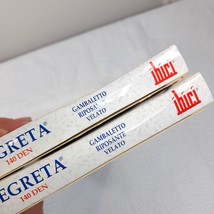 GAMBALETTO
RIPOSANTE
VELATO
ibici
EGRETA®
140 DEN
GAMBALETTO
RIPOSANTE
VELATO
ibici
EGRETA®
140 DEN